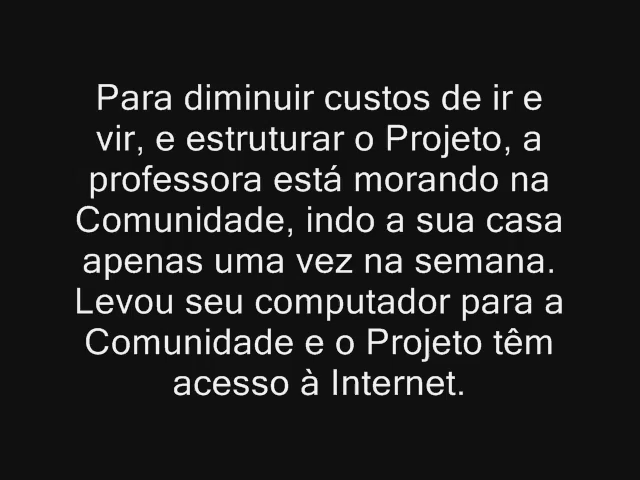 Para diminuir custos de ir e
vir, e estruturar o Projeto, a
professora está morando na
Comunidade, indo a sua casa
apenas uma vez na semana.
Levou seu computador para a
Comunidade e o Projeto têm
acesso à Internet.